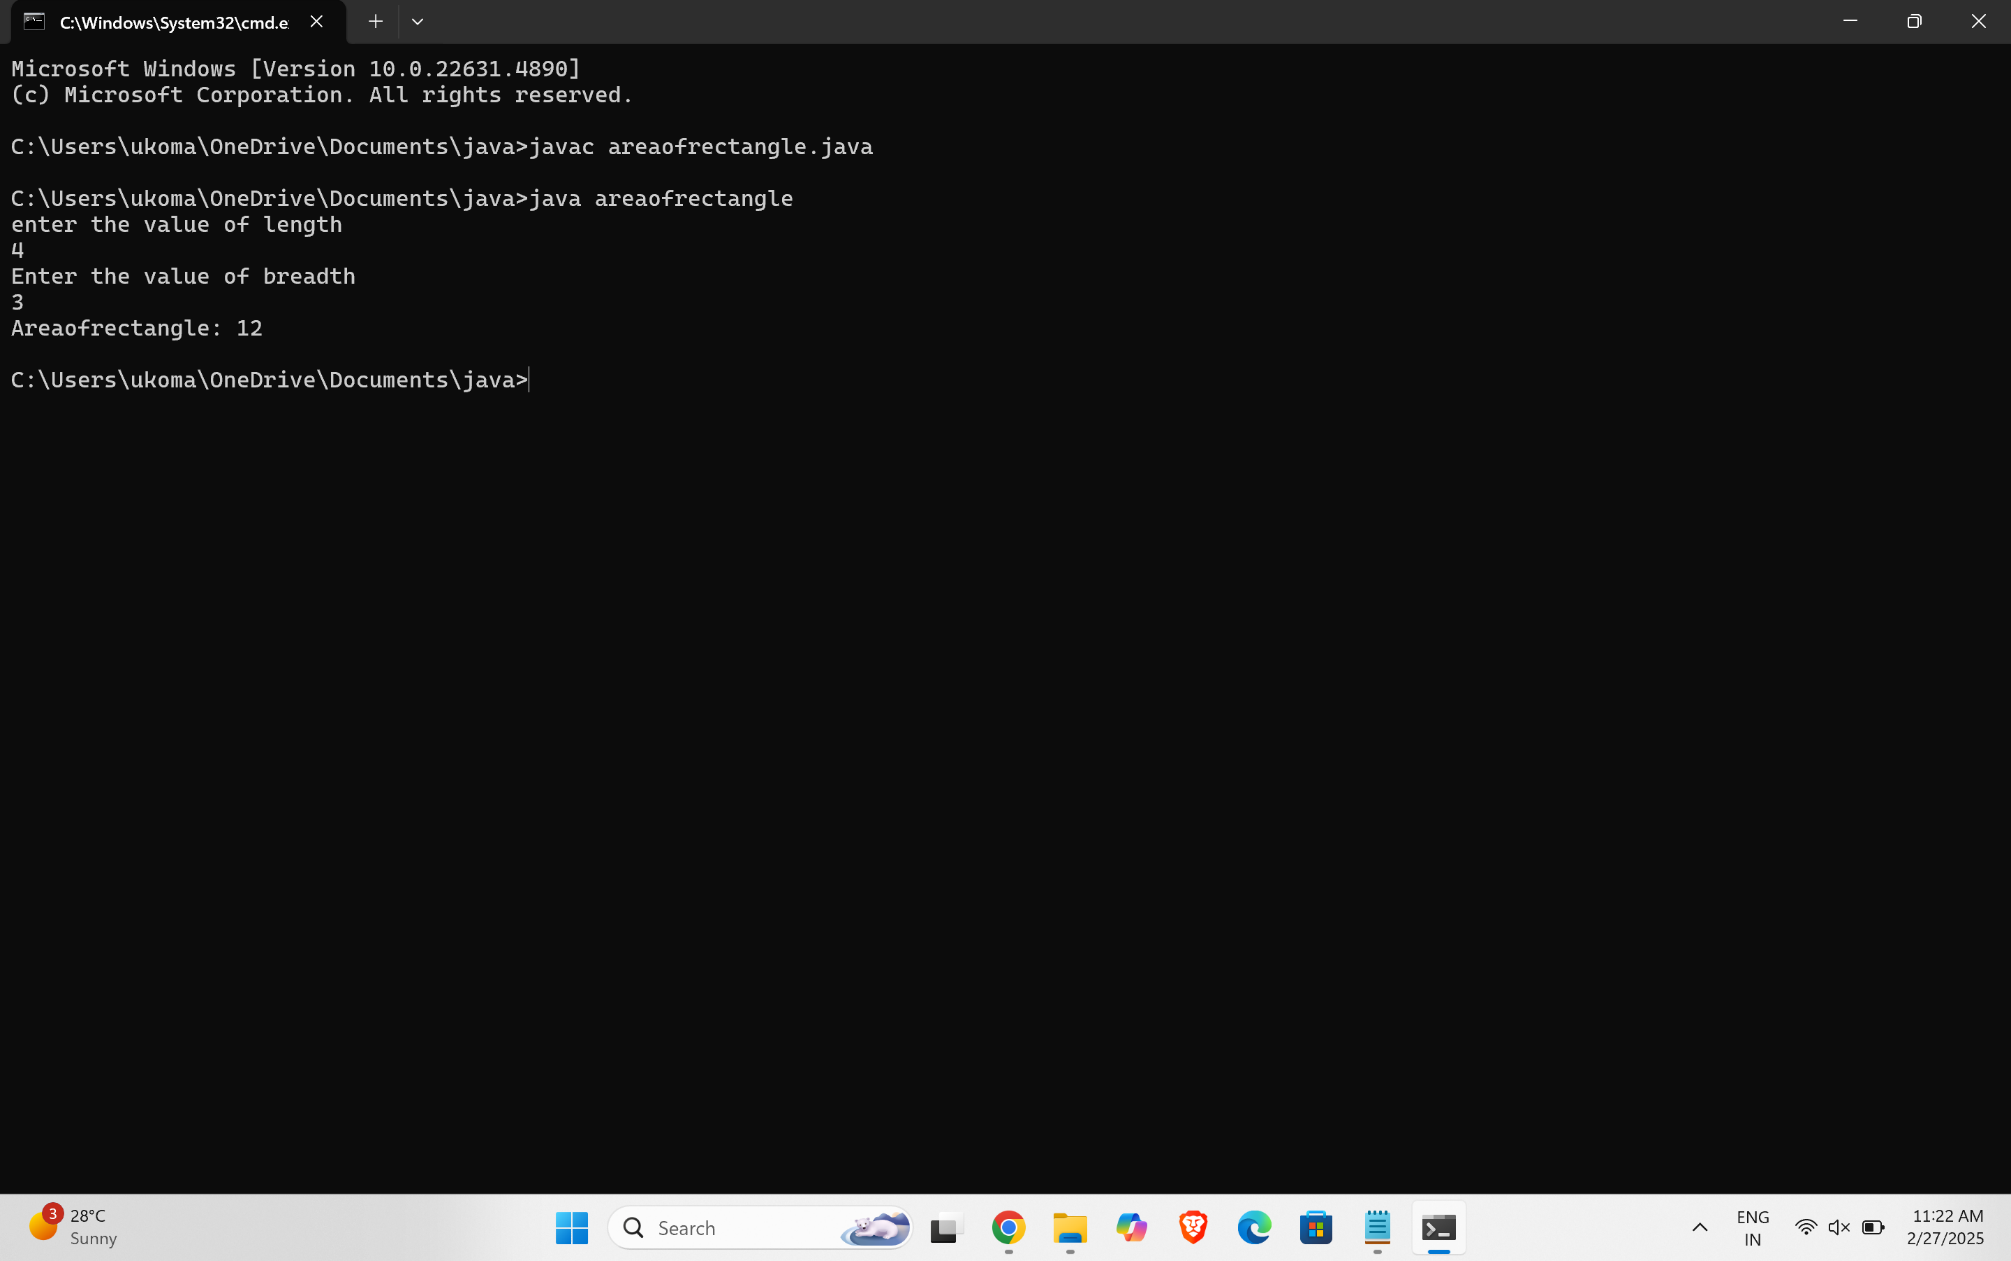 C:\Windows\System32\cmd.e
Microsoft Windows [Version 10.0.22631.4890]
(c) Microsoft Corporation. All rights reserved.
C:\Users\ukoma\OneDrive\Documents\java>javac areaofrectangle.java
C:\Users\ukoma\OneDrive\Documents\java>java areaofrectangle
enter the value of length
4
Enter the value of breadth
3
Areaofrectangle: 12
C:\Users\ukoma\OneDrive\Documents\java>
3
28°C
Sunny
Search
ENG
IN
11:22 AM
2/27/2025